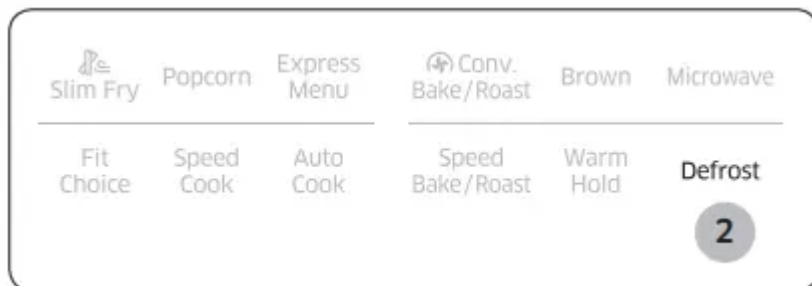 Slim Fry
Popcorn
Express
Menu
Conv.
Bake/Roast
Brown
Microwave
Fit
Choice
Speed
Cook
Auto
Cook
Speed
Bake/Roast
Warm
Hold
Defrost
2